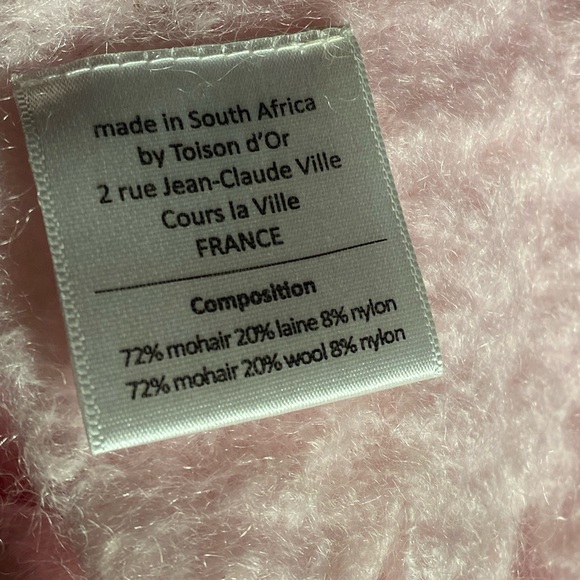 made in South Africa
by Toison d'Or
2 rue Jean-Claude Ville
Cours la Ville
FRANCE
Composition
72% mohair 20% laine 8% nylon
72% mohair 20% wool 8% nylon